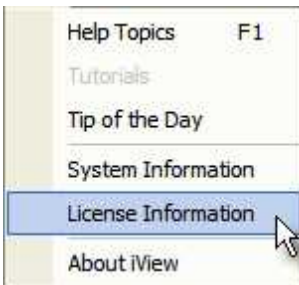 Help Topics F1
Tutorials
Tip of the Day
System Information
License Information
About iView